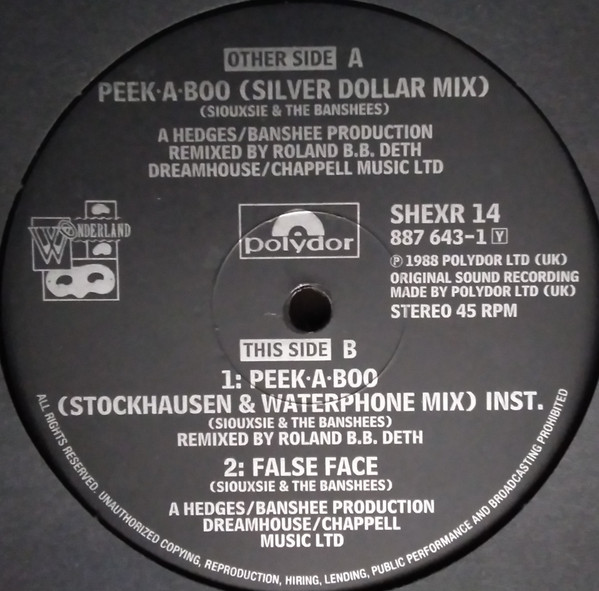 OTHER SIDE A
PEEK·A·BOO (SILVER DOLLAR MIX)
(SIOUXSIE & THE BANSHEES)
A HEDGES/BANSHEE PRODUCTION
REMIXED BY ROLAND B.B. DETH
DREAMHOUSE/CHAPPELL MUSIC LTD
WONDERLAND
polydor
SHEXR 14
887 643-1 Y
℗ 1988 POLYDOR LTD (UK)
ORIGINAL SOUND RECORDING
MADE BY POLYDOR LTD (UK)
STEREO 45 RPM
THIS SIDE B
1: PEEK·A·BOO
(STOCKHAUSEN & WATERPHONE MIX) INST.
(SIOUXSIE & THE BANSHEES)
REMIXED BY ROLAND B.B. DETH
2: FALSE FACE
(SIOUXSIE & THE BANSHEES)
A HEDGES/BANSHEE PRODUCTION
DREAMHOUSE/CHAPPELL
MUSIC LTD
ALL RIGHTS RESERVED. UNAUTHORIZED COPYING, REPRODUCTION, HIRING, LENDING, PUBLIC PERFORMANCE AND BROADCASTING PROHIBITED